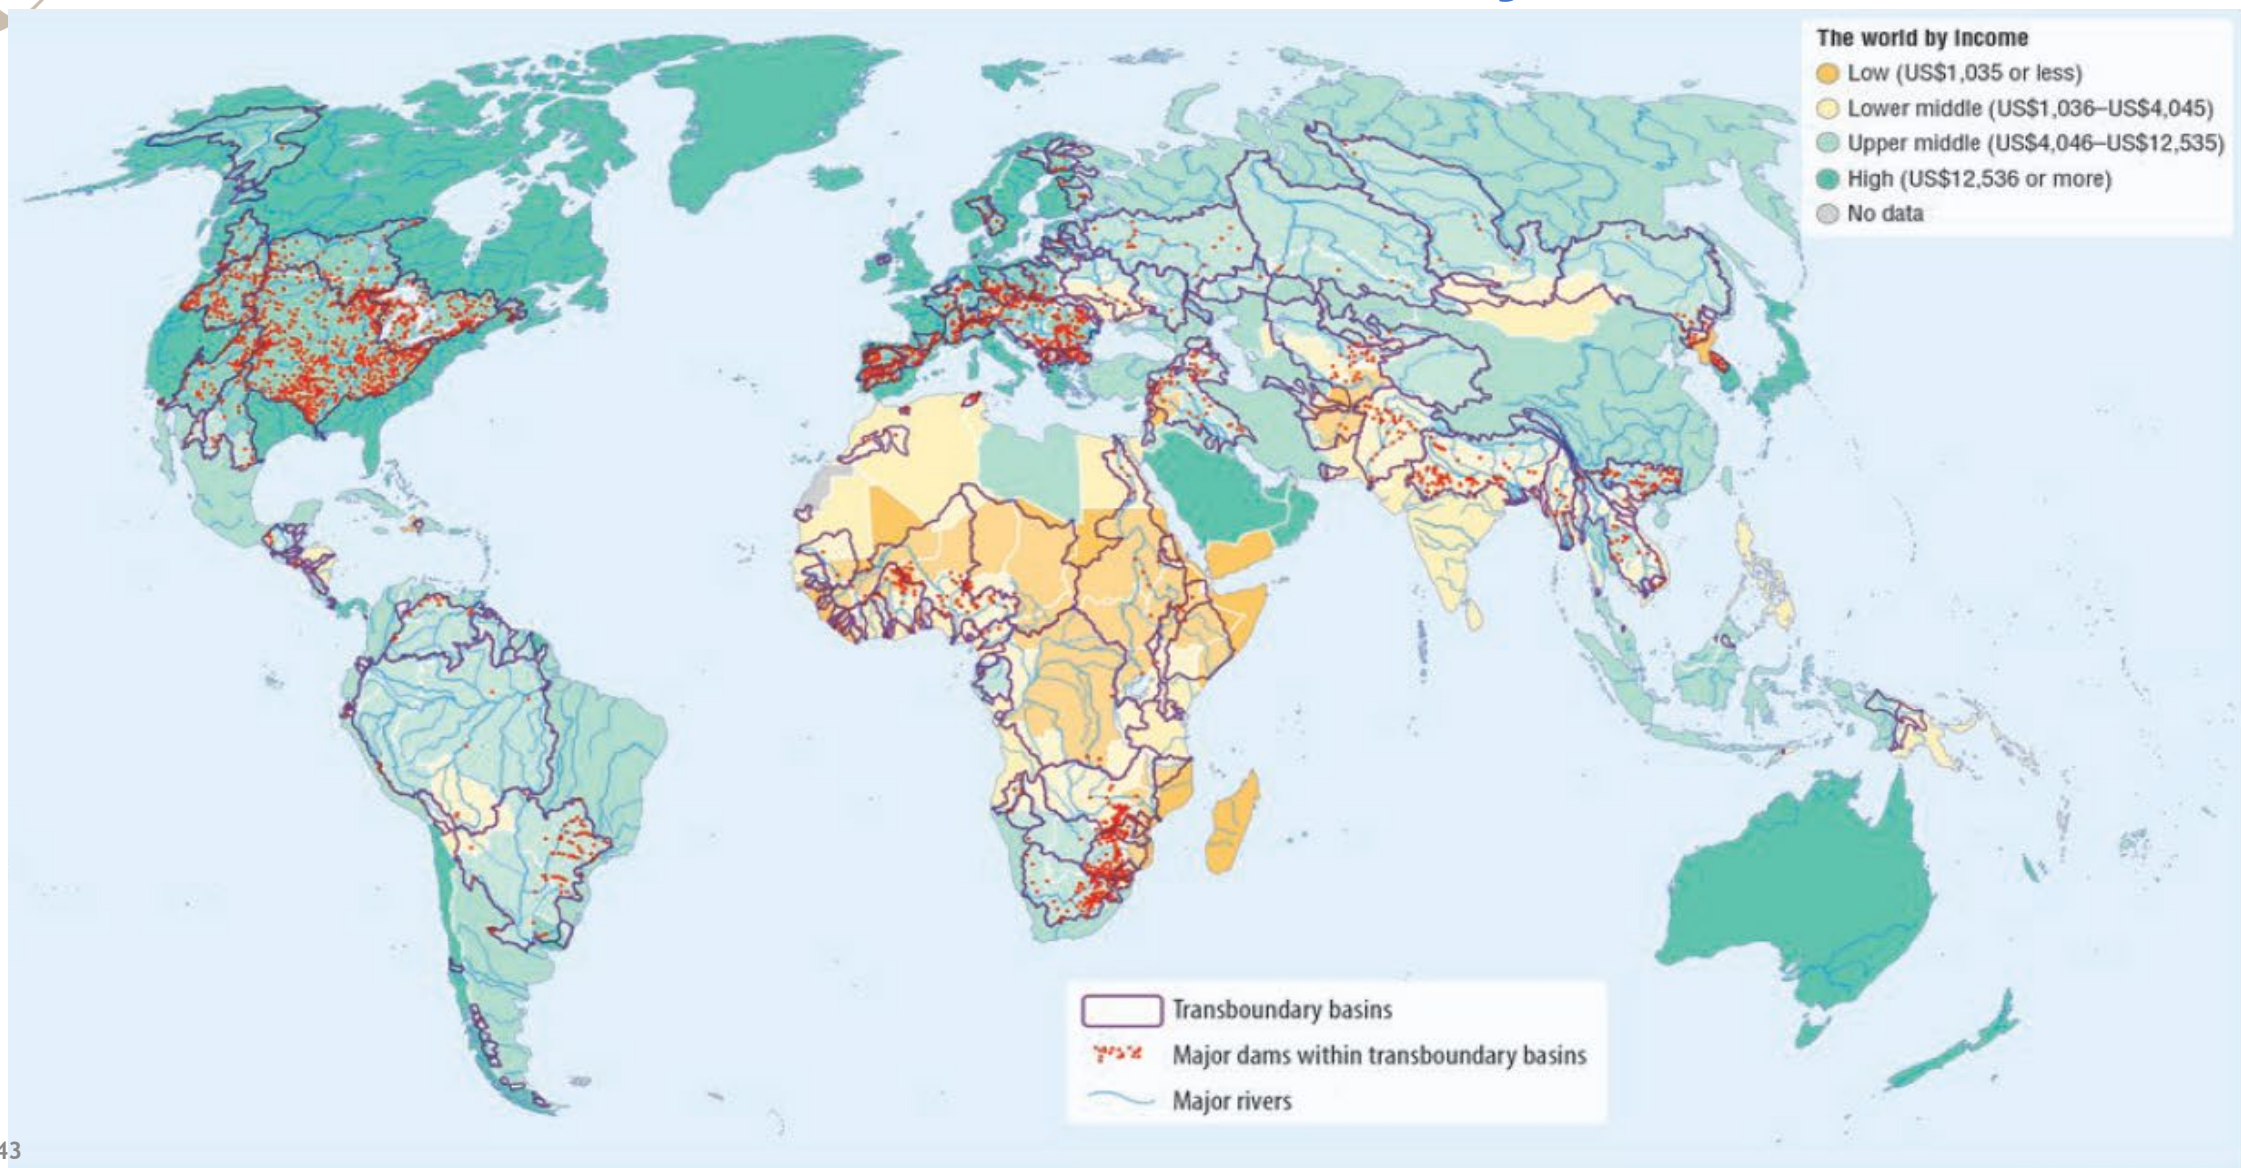 The world by Income
Low (US$1,035 or less)
Lower middle (US$1,036–US$4,045)
Upper middle (US$4,046–US$12,535)
High (US$12,536 or more)
No data
Transboundary basins
Major dams within transboundary basins
Major rivers
43